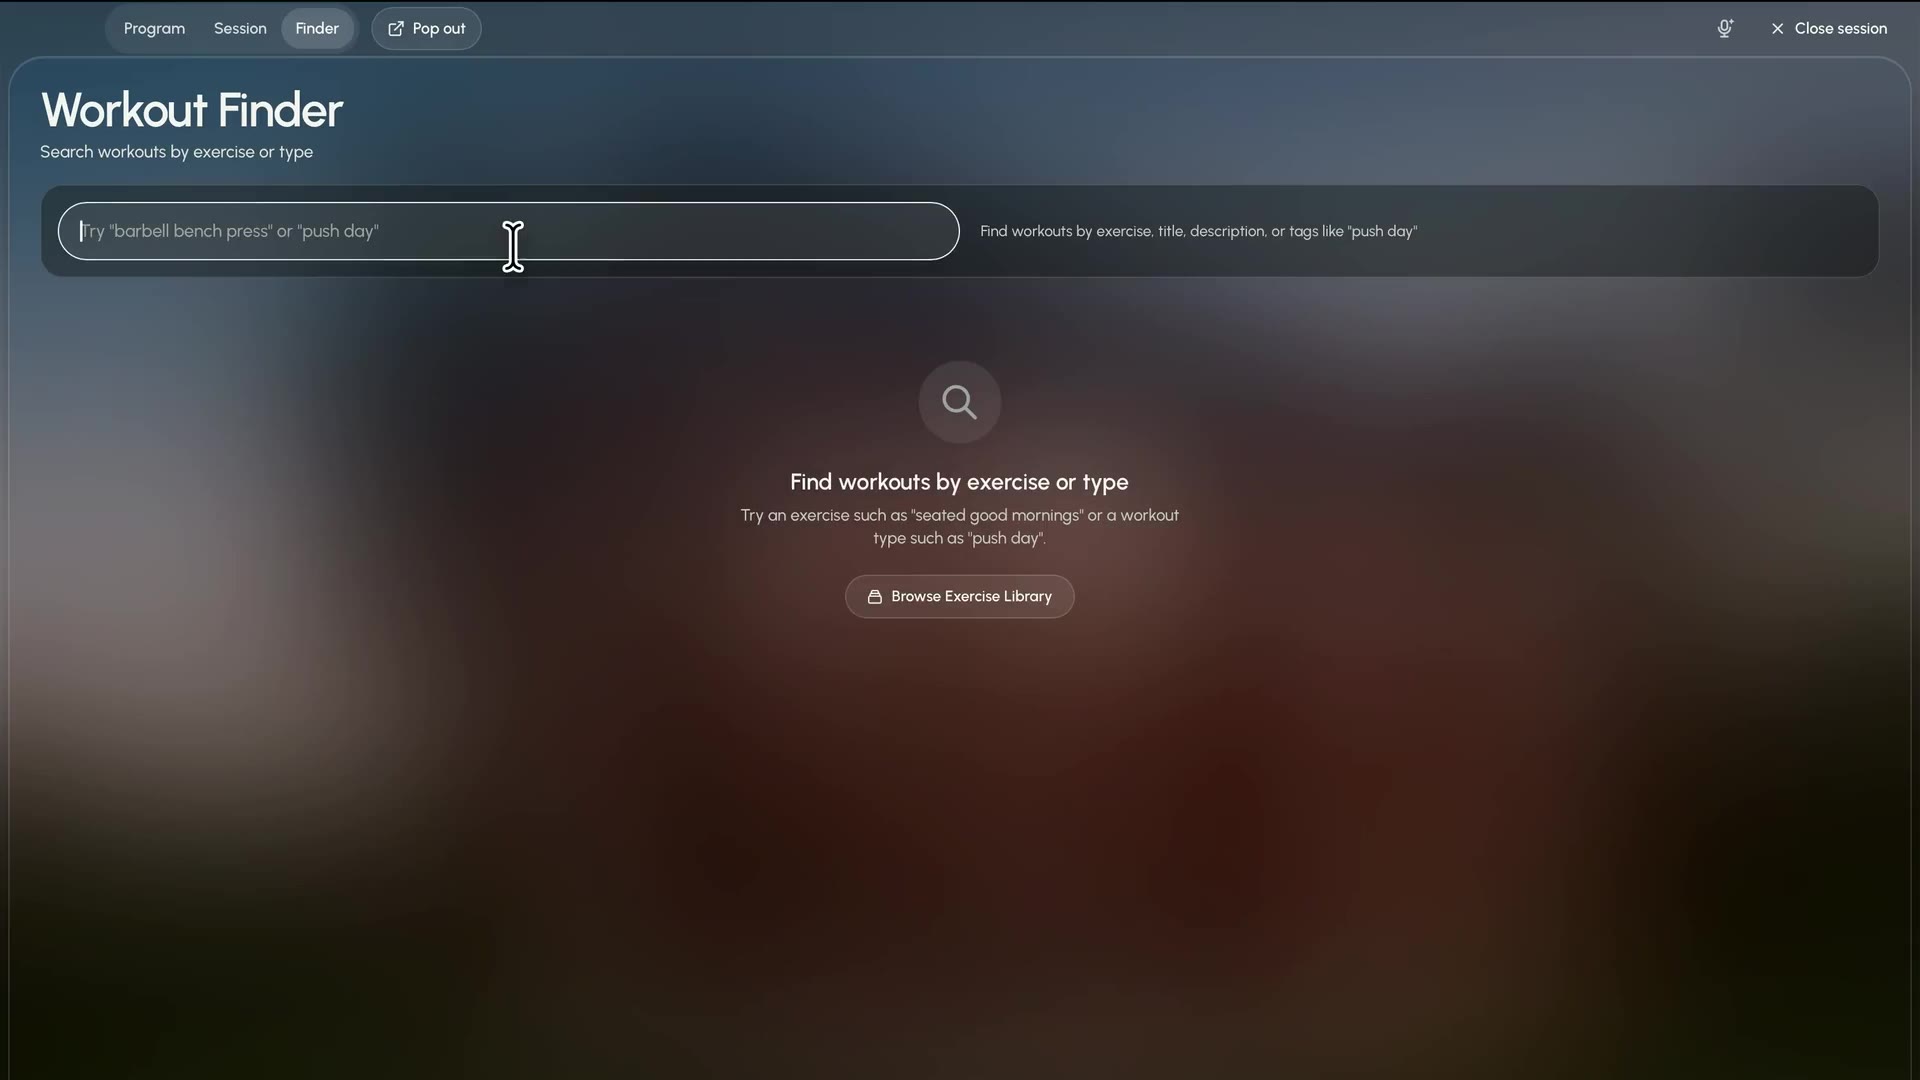 Program Session Finder Pop out Close session
Workout Finder
Search workouts by exercise or type
Try "barbell bench press" or "push day" Find workouts by exercise, title, description, or tags like "push day"
Find workouts by exercise or type
Try an exercise such as "seated good mornings" or a workout
type such as "push day".
Browse Exercise Library